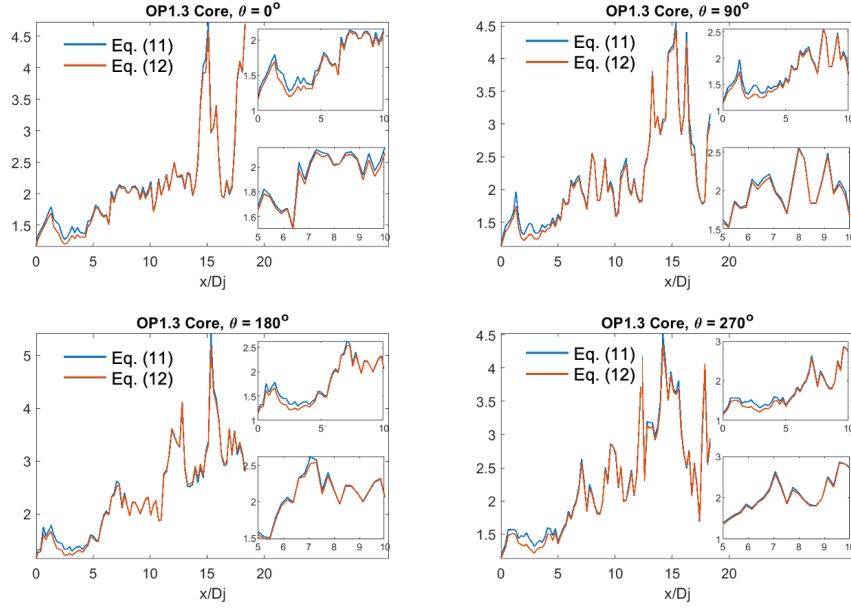 OP1.3 Core, θ = 0°
Eq. (11)
Eq. (12)
4.5
4
3.5
3
2.5
2
1.5
0 5 10 15 20
x/Dj
2
1.5
1
0 5 10
2
1.8
1.6
5 6 7 8 9 10
OP1.3 Core, θ = 90°
Eq. (11)
Eq. (12)
4.5
4
3.5
3
2.5
2
1.5
0 5 10 15 20
x/Dj
2.5
2
1.5
1
0 5 10
2.5
2
1.5
5 6 7 8 9 10
OP1.3 Core, θ = 180°
Eq. (11)
Eq. (12)
5
4
3
2
0 5 10 15 20
x/Dj
2.5
2
1.5
1
0 5 10
2.5
2
1.5
5 6 7 8 9 10
OP1.3 Core, θ = 270°
Eq. (11)
Eq. (12)
4.5
4
3.5
3
2.5
2
1.5
0 5 10 15 20
x/Dj
3
2
1
0 5 10
3
2
1
5 6 7 8 9 10